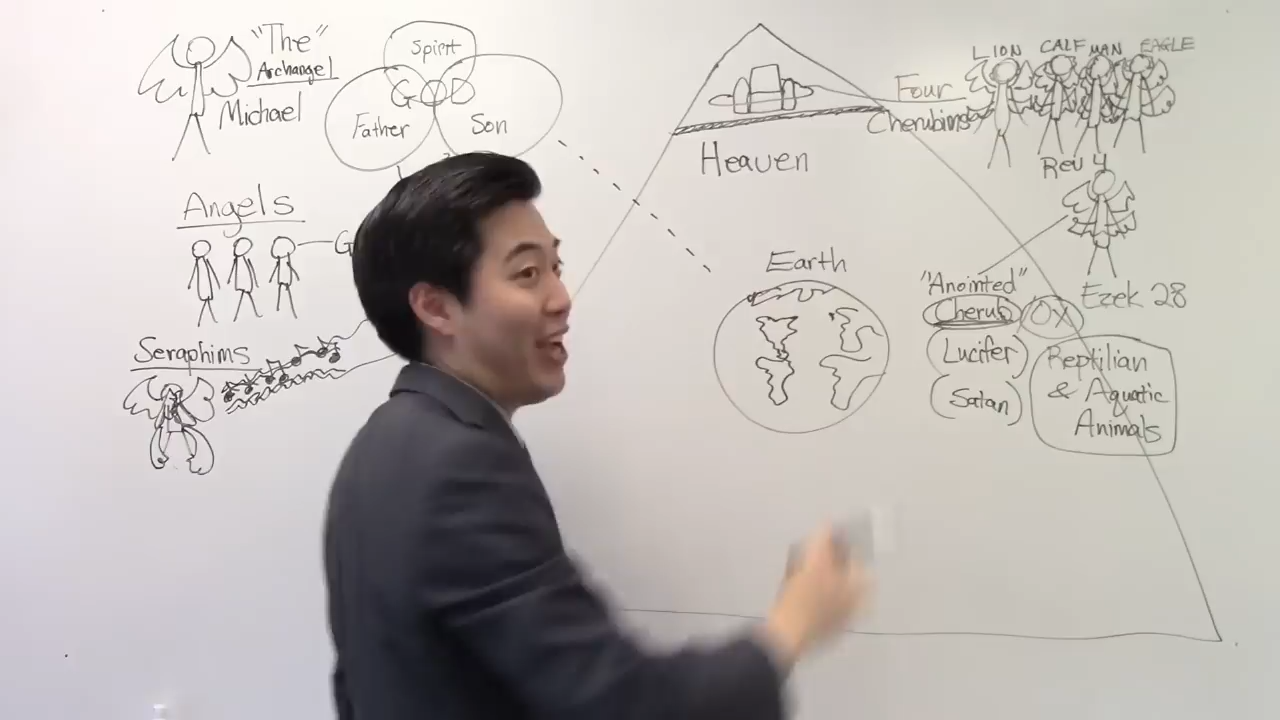 "The"
Archangel
Michael
Spirit
GOD
Father
Son
Angels
G
Seraphims
Heaven
Four
Cherubims
LION
CALF
MAN
EAGLE
Rev 4
Earth
"Anointed"
Cherub
OX
Ezek 28
Lucifer
Satan
Reptilian
& Aquatic
Animals